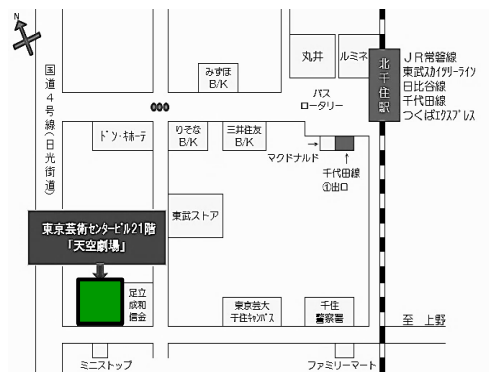 N
丸井
ルミネ
北千住駅
JR常磐線
東武スカイツリーライン
日比谷線
千代田線
つくばエクスプレス
みずほ
B/K
バス
ロータリー
国道4号線(日光街道)
ドン・キホーテ
りそな
B/K
三井住友
B/K
マクドナルド
→
↑
千代田線
①出口
東武ストア
東京芸術センタービル21階
「天空劇場」
足立
成和
信金
東京芸大
千住キャンパス
千住
警察署
至 上野
ミニストップ
ファミリーマート